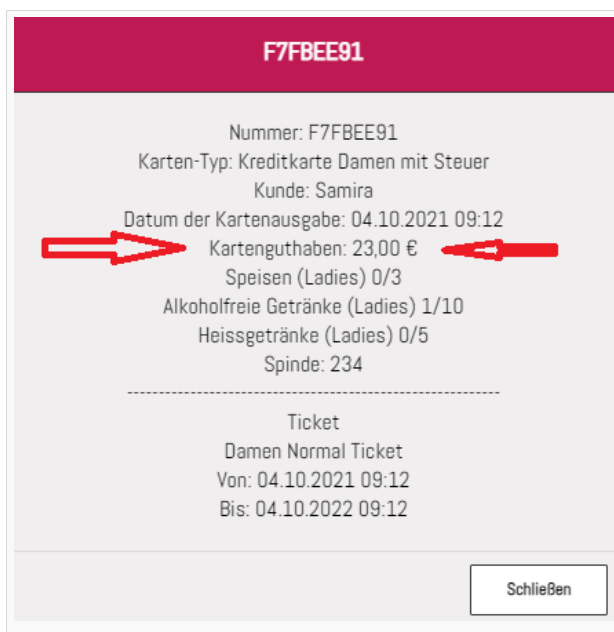 F7FBEE91
Nummer: F7FBEE91
Karten-Typ: Kreditkarte Damen mit Steuer
Kunde: Samira
Datum der Kartenausgabe: 04.10.2021 09:12
Kartenguthaben: 23,00 €
Speisen (Ladies) 0/3
Alkoholfreie Getränke (Ladies) 1/10
Heissgetränke (Ladies) 0/5
Spinde: 234
------------------------------------------------------------
Ticket
Damen Normal Ticket
Von: 04.10.2021 09:12
Bis: 04.10.2022 09:12
Schließen